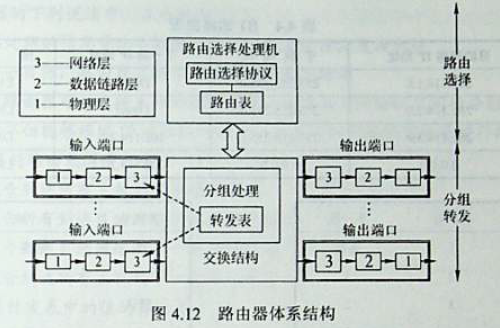 3——网络层
2——数据链路层
1——物理层
路由选择处理机
路由选择协议
路由表
路由
选择
输入端口
1 2 3
输入端口
1 2 3
分组处理
转发表
交换结构
输出端口
3 2 1
输出端口
3 2 1
分组
转发
图 4.12 路由器体系结构